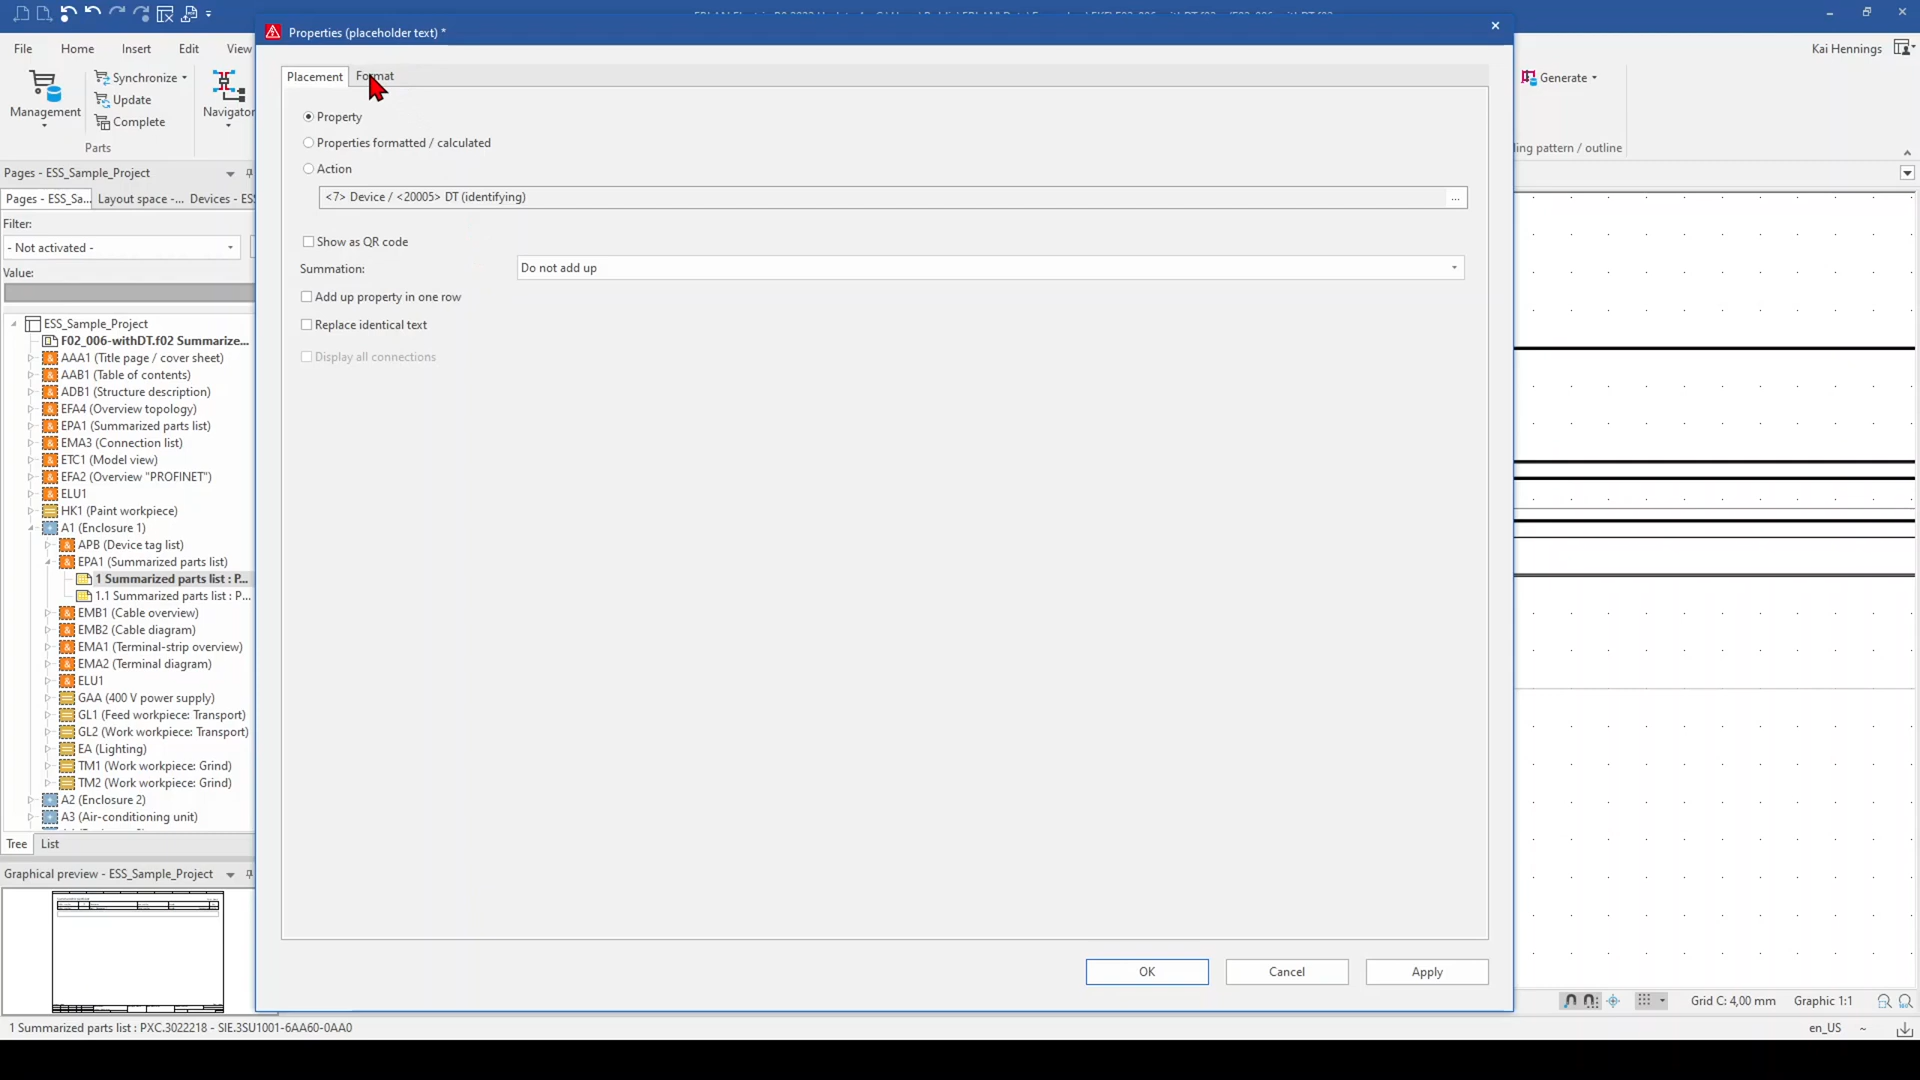 Properties (placeholder text) *
File
Home
Insert
Edit
View
Kai Hennings
Management
Synchronize
Update
Complete
Navigator
Parts
Generate
ling pattern / outline
Placement
Format
Property
Properties formatted / calculated
Action
<7> Device / <20005> DT (identifying)
...
Show as QR code
Summation:
Do not add up
Add up property in one row
Replace identical text
Display all connections
OK
Cancel
Apply
Pages - ESS_Sample_Project
Pages - ESS_Sa...
Layout space -...
Devices - ES
Filter:
- Not activated -
Value:
ESS_Sample_Project
F02_006-withDT.f02 Summarize...
AAA1 (Title page / cover sheet)
AAB1 (Table of contents)
ADB1 (Structure description)
EFA4 (Overview topology)
EPA1 (Summarized parts list)
EMA3 (Connection list)
ETC1 (Model view)
EFA2 (Overview "PROFINET")
ELU1
HK1 (Paint workpiece)
A1 (Enclosure 1)
APB (Device tag list)
EPA1 (Summarized parts list)
1 Summarized parts list : P...
1.1 Summarized parts list : P...
EMB1 (Cable overview)
EMB2 (Cable diagram)
EMA1 (Terminal-strip overview)
EMA2 (Terminal diagram)
ELU1
GAA (400 V power supply)
GL1 (Feed workpiece: Transport)
GL2 (Work workpiece: Transport)
EA (Lighting)
TM1 (Work workpiece: Grind)
TM2 (Work workpiece: Grind)
A2 (Enclosure 2)
A3 (Air-conditioning unit)
Tree
List
Graphical preview - ESS_Sample_Project
Grid C: 4,00 mm
Graphic 1:1
1 Summarized parts list : PXC.3022218 - SIE.3SU1001-6AA60-0AA0
en_US
~